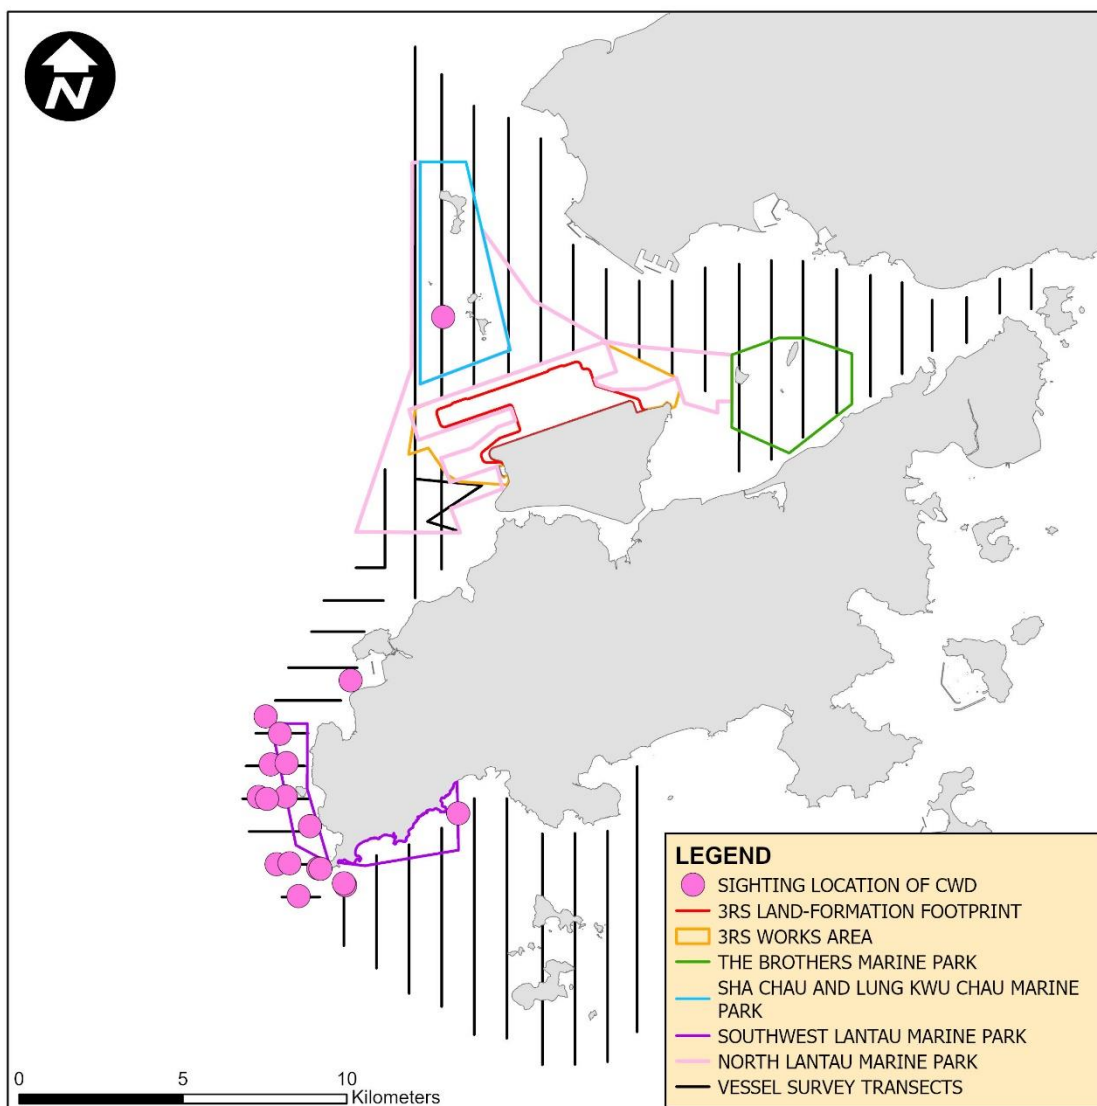 N
LEGEND
SIGHTING LOCATION OF CWD
3RS LAND-FORMATION FOOTPRINT
3RS WORKS AREA
THE BROTHERS MARINE PARK
SHA CHAU AND LUNG KWU CHAU MARINE
PARK
SOUTHWEST LANTAU MARINE PARK
NORTH LANTAU MARINE PARK
VESSEL SURVEY TRANSECTS
0 5 10
Kilometers